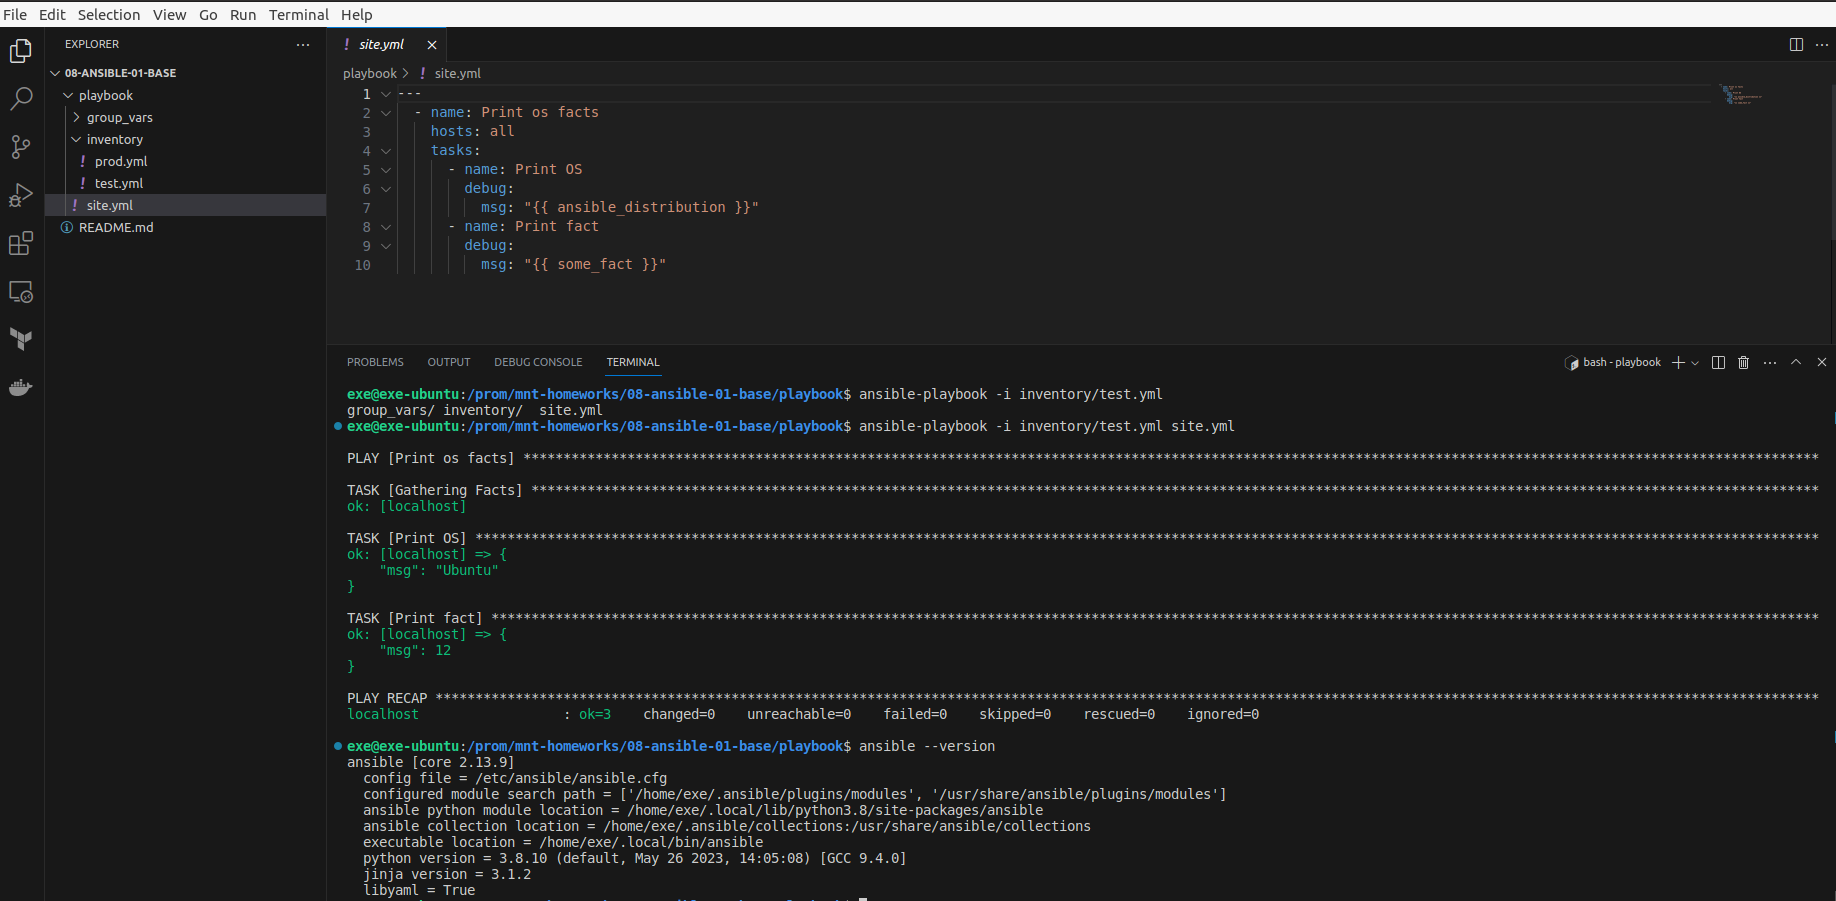 File Edit Selection View Go Run Terminal Help
EXPLORER
08-ANSIBLE-01-BASE
playbook
group_vars
inventory
! prod.yml
! test.yml
! site.yml
README.md
! site.yml
playbook > ! site.yml
1 ---
2 - name: Print os facts
3 hosts: all
4 tasks:
5 - name: Print OS
6 debug:
7 msg: "{{ ansible_distribution }}"
8 - name: Print fact
9 debug:
10 msg: "{{ some_fact }}"
PROBLEMS OUTPUT DEBUG CONSOLE TERMINAL
bash - playbook
exe@exe-ubuntu:/prom/mnt-homeworks/08-ansible-01-base/playbook$ ansible-playbook -i inventory/test.yml
group_vars/ inventory/  site.yml
exe@exe-ubuntu:/prom/mnt-homeworks/08-ansible-01-base/playbook$ ansible-playbook -i inventory/test.yml site.yml
PLAY [Print os facts] ******************************************************************************************************************************************************************
TASK [Gathering Facts] *****************************************************************************************************************************************************************
ok: [localhost]
TASK [Print OS] ************************************************************************************************************************************************************************
ok: [localhost] => {
    "msg": "Ubuntu"
}
TASK [Print fact] **********************************************************************************************************************************************************************
ok: [localhost] => {
    "msg": 12
}
PLAY RECAP *****************************************************************************************************************************************************************************
localhost                  : ok=3    changed=0    unreachable=0    failed=0    skipped=0    rescued=0    ignored=0
exe@exe-ubuntu:/prom/mnt-homeworks/08-ansible-01-base/playbook$ ansible --version
ansible [core 2.13.9]
  config file = /etc/ansible/ansible.cfg
  configured module search path = ['/home/exe/.ansible/plugins/modules', '/usr/share/ansible/plugins/modules']
  ansible python module location = /home/exe/.local/lib/python3.8/site-packages/ansible
  ansible collection location = /home/exe/.ansible/collections:/usr/share/ansible/collections
  executable location = /home/exe/.local/bin/ansible
  python version = 3.8.10 (default, May 26 2023, 14:05:08) [GCC 9.4.0]
  jinja version = 3.1.2
  libyaml = True